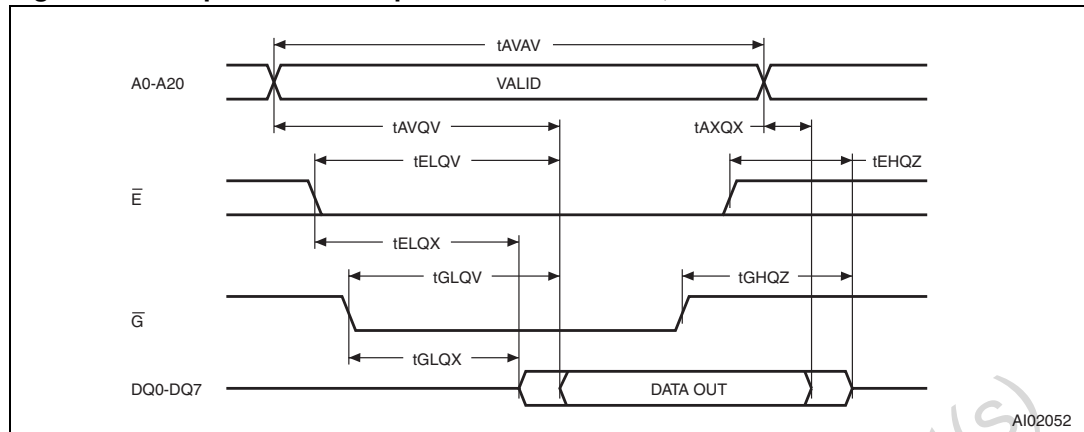 tAVAV
A0-A20 VALID
tAVQV tAXQX
tELQV tEHQZ
E̅
tELQX
tGLQV tGHQZ
G̅
tGLQX
DQ0-DQ7 DATA OUT
AI02052